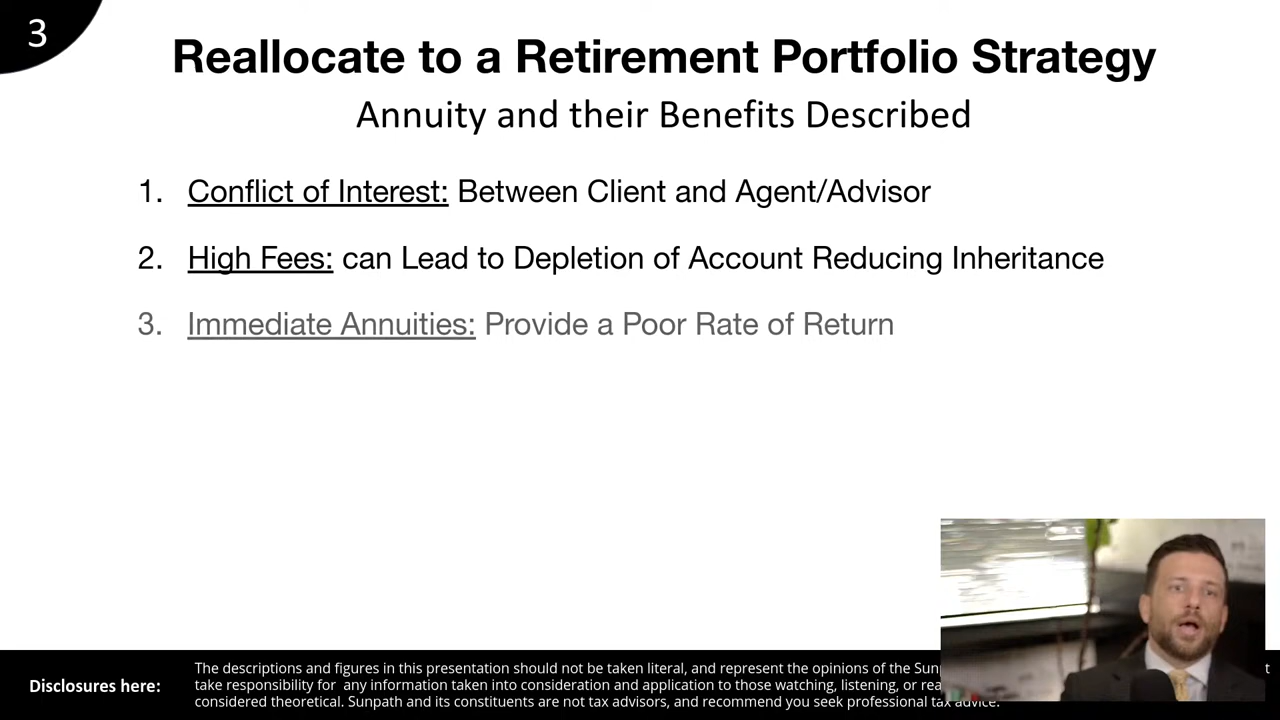 3
Reallocate to a Retirement Portfolio Strategy
Annuity and their Benefits Described
1. Conflict of Interest: Between Client and Agent/Advisor
2. High Fees: can Lead to Depletion of Account Reducing Inheritance
3. Immediate Annuities: Provide a Poor Rate of Return
Disclosures here:
The descriptions and figures in this presentation should not be taken literal, and represent the opinions of the
take responsibility for any information taken into consideration and application to those watching, listening, or
considered theoretical. Sunpath and its constituents are not tax advisors, and recommend you seek professional tax advice.